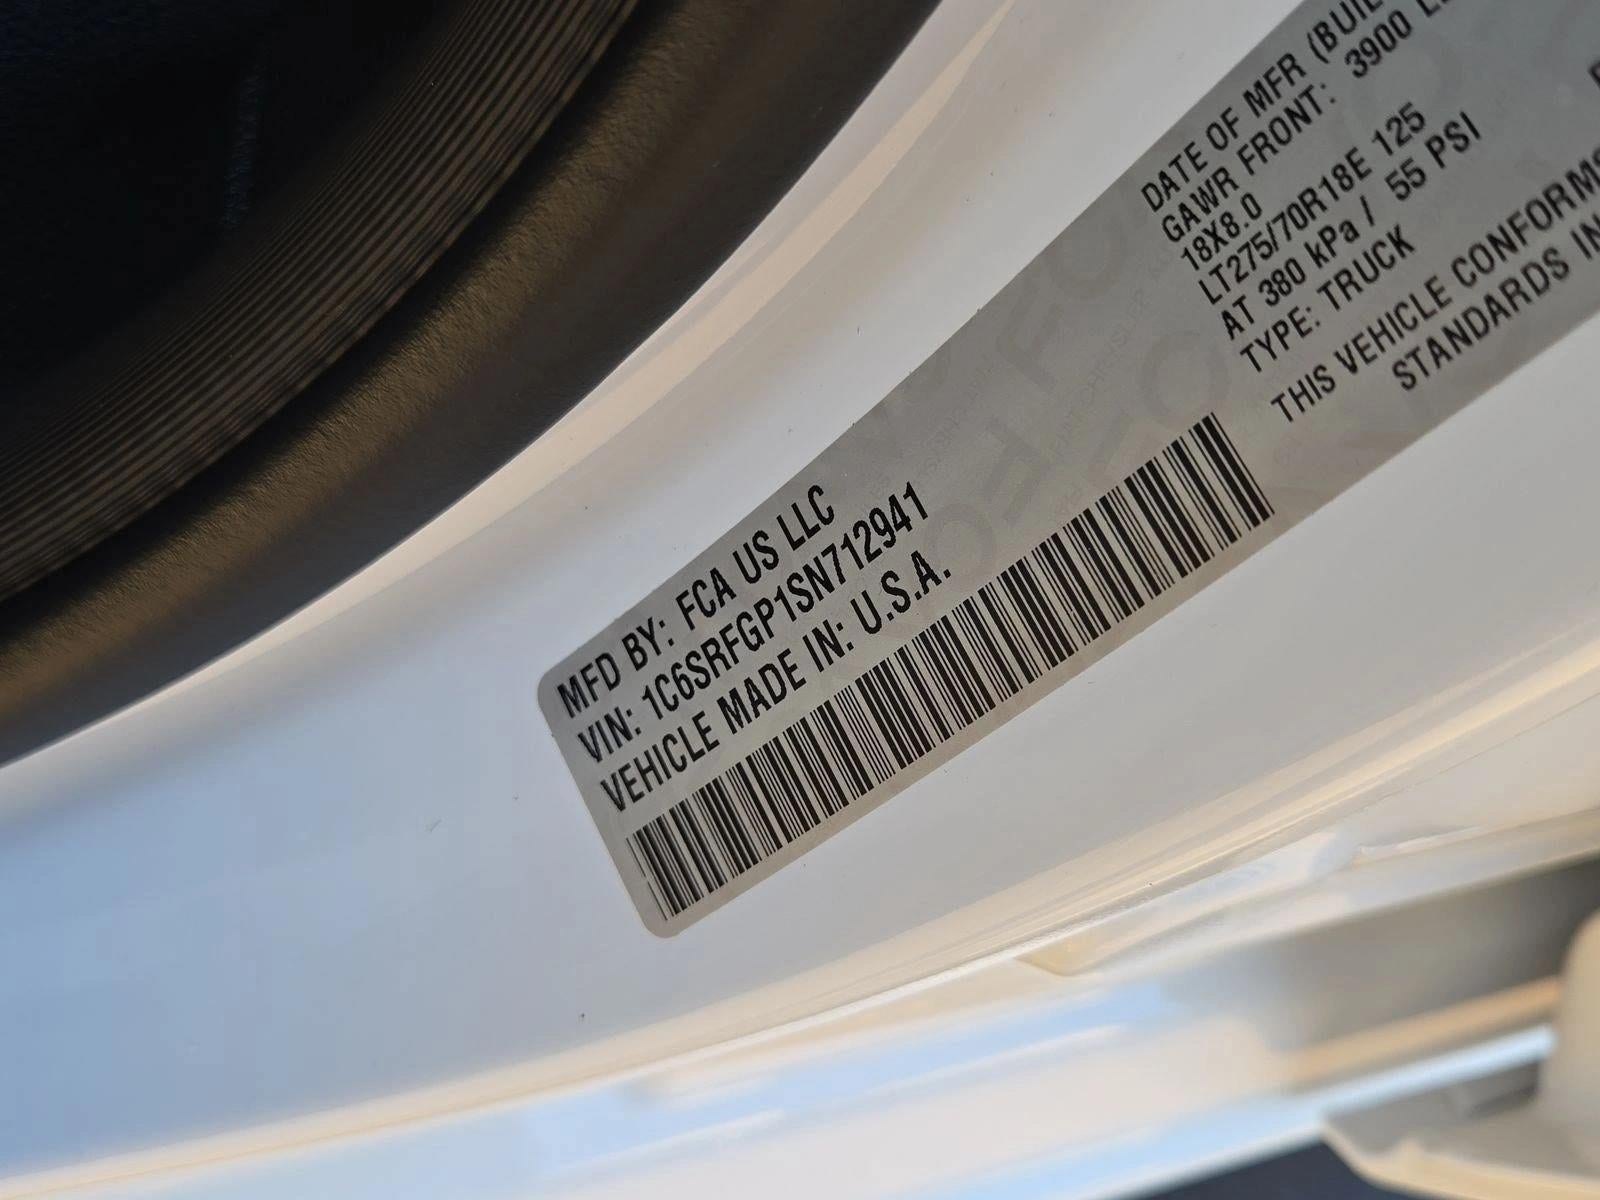 MFD BY: FCA US LLC
VIN: 1C6SRFGP1SN712941
VEHICLE MADE IN: U.S.A.
DATE OF MFR
GAWR FRONT: 3900
18X8.0
LT275/70R18E 125
AT 380 kPa / 55 PSI
TYPE: TRUCK
THIS VEHICLE
STANDARDS IN